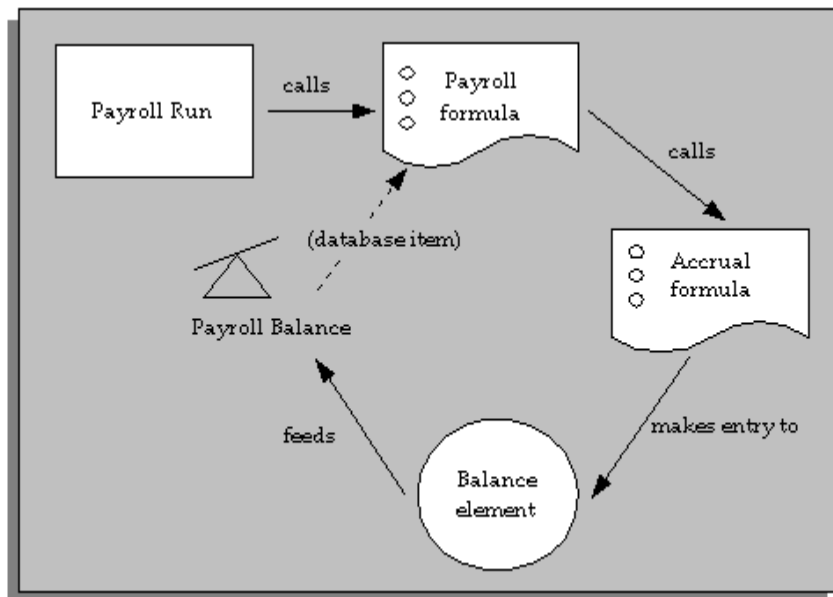 Payroll Run
calls
Payroll
formula
calls
(database item)
Accrual
formula
Payroll Balance
feeds
makes entry to
Balance
element